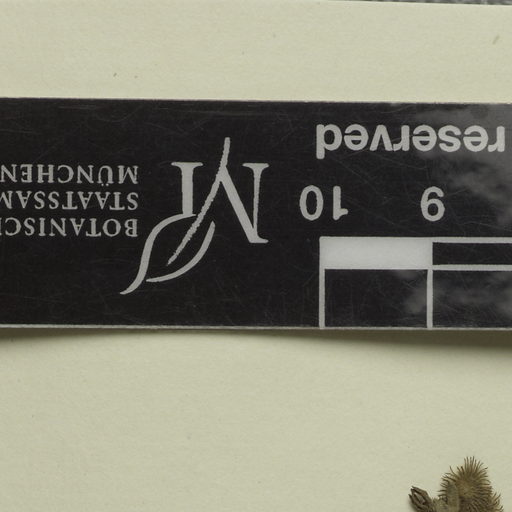 9 10
reserved
M
BOTANISC
STAATSSAM
MÜNCHEN